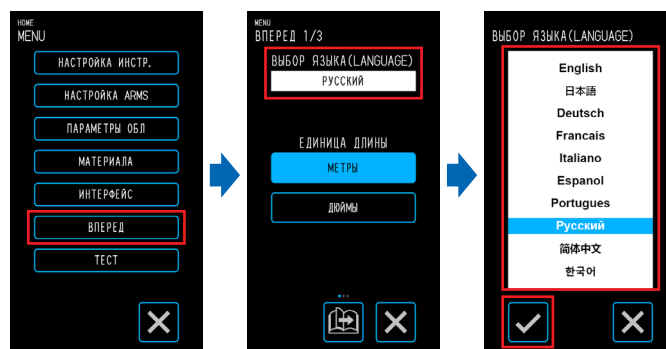 HOME
MENU
НАСТРОЙКА ИНСТР.
НАСТРОЙКА ARMS
ПАРАМЕТРЫ ОБЛ
МАТЕРИАЛА
ИНТЕРФЕЙС
ВПЕРЕД
ТЕСТ
MENU
ВПЕРЕД 1/3
ВЫБОР ЯЗЫКА(LANGUAGE)
РУССКИЙ
ЕДИНИЦА ДЛИНЫ
МЕТРЫ
ДЮЙМЫ
ВЫБОР ЯЗЫКА(LANGUAGE)
English
日本語
Deutsch
Francais
Italiano
Espanol
Portugues
Русский
简体中文
한국어